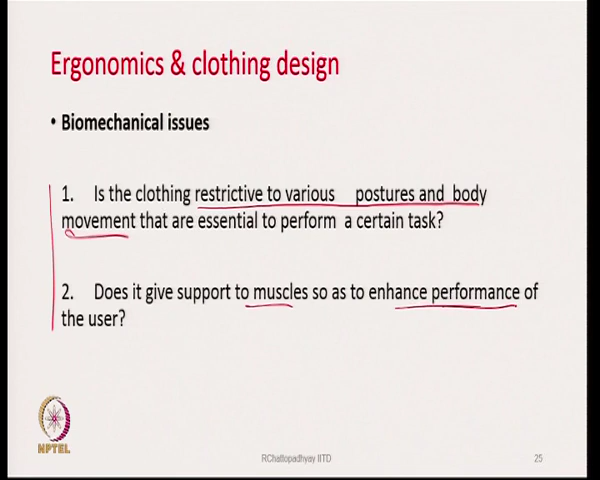 Ergonomics & clothing design
• Biomechanical issues
1. Is the clothing restrictive to various postures and body
movement that are essential to perform a certain task?
2. Does it give support to muscles so as to enhance performance of
the user?
NPTEL
RChattopadhyay IITD
25